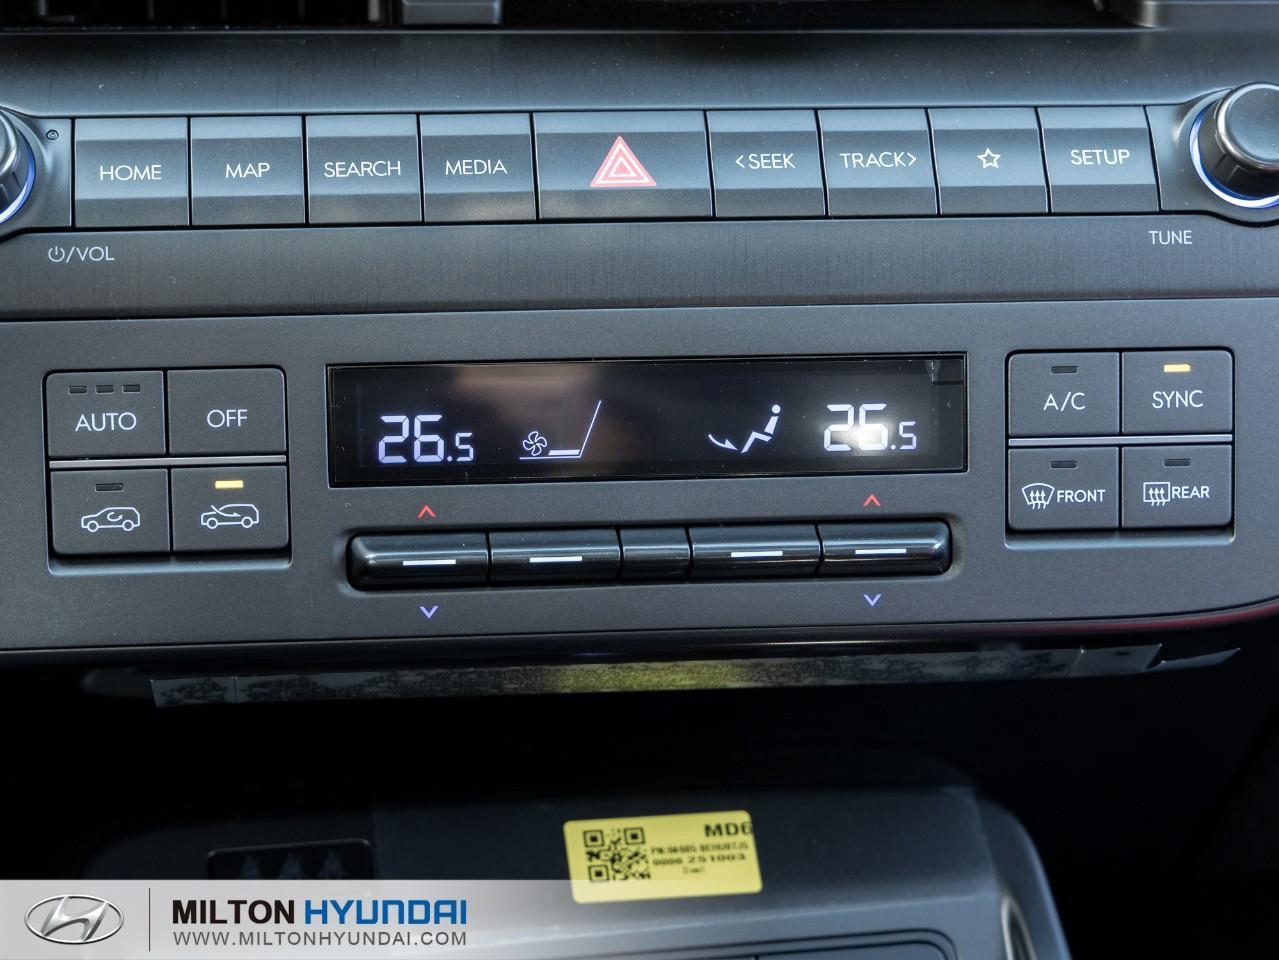 HOME
MAP
SEARCH
MEDIA
<SEEK
TRACK>
SETUP
/VOL
TUNE
AUTO
OFF
26.5
26.5
A/C
SYNC
FRONT
REAR
MD6
251003
MILTON HYUNDAI
WWW.MILTONHYUNDAI.COM